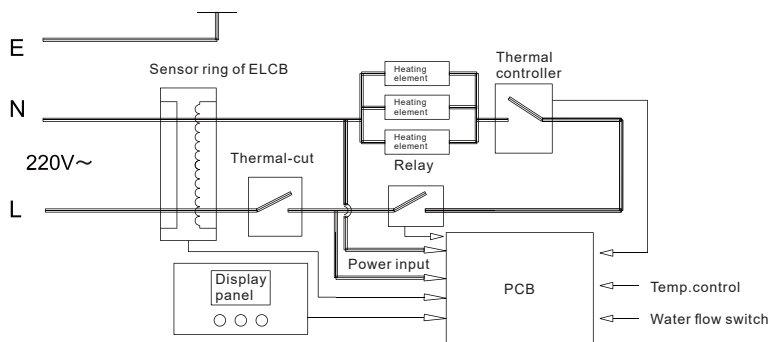 E
Sensor ring of ELCB
Heating
element
Thermal
controller
N
Heating
element
220V～
Thermal-cut
Heating
element
Relay
L
Power input
Display
panel
PCB
Temp.control
Water flow switch